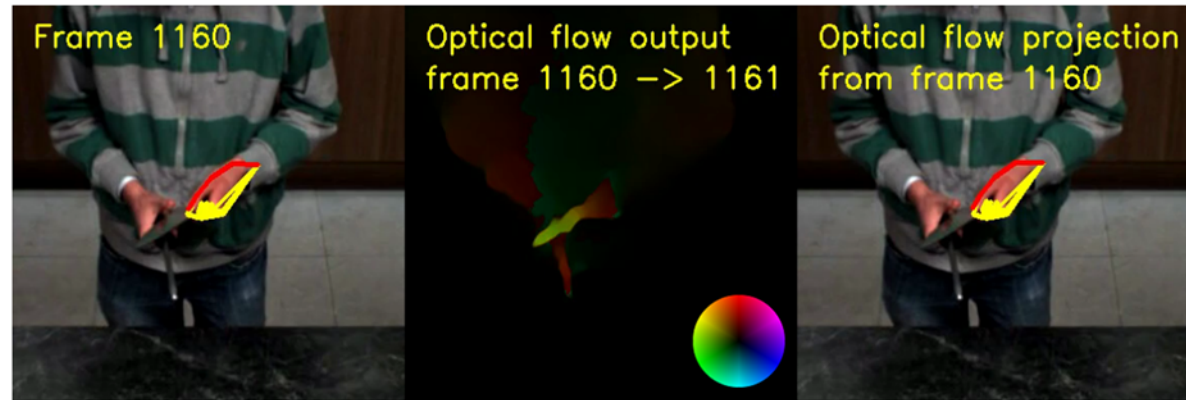 Frame 1160
Optical flow output
frame 1160 -> 1161
Optical flow projection
from frame 1160